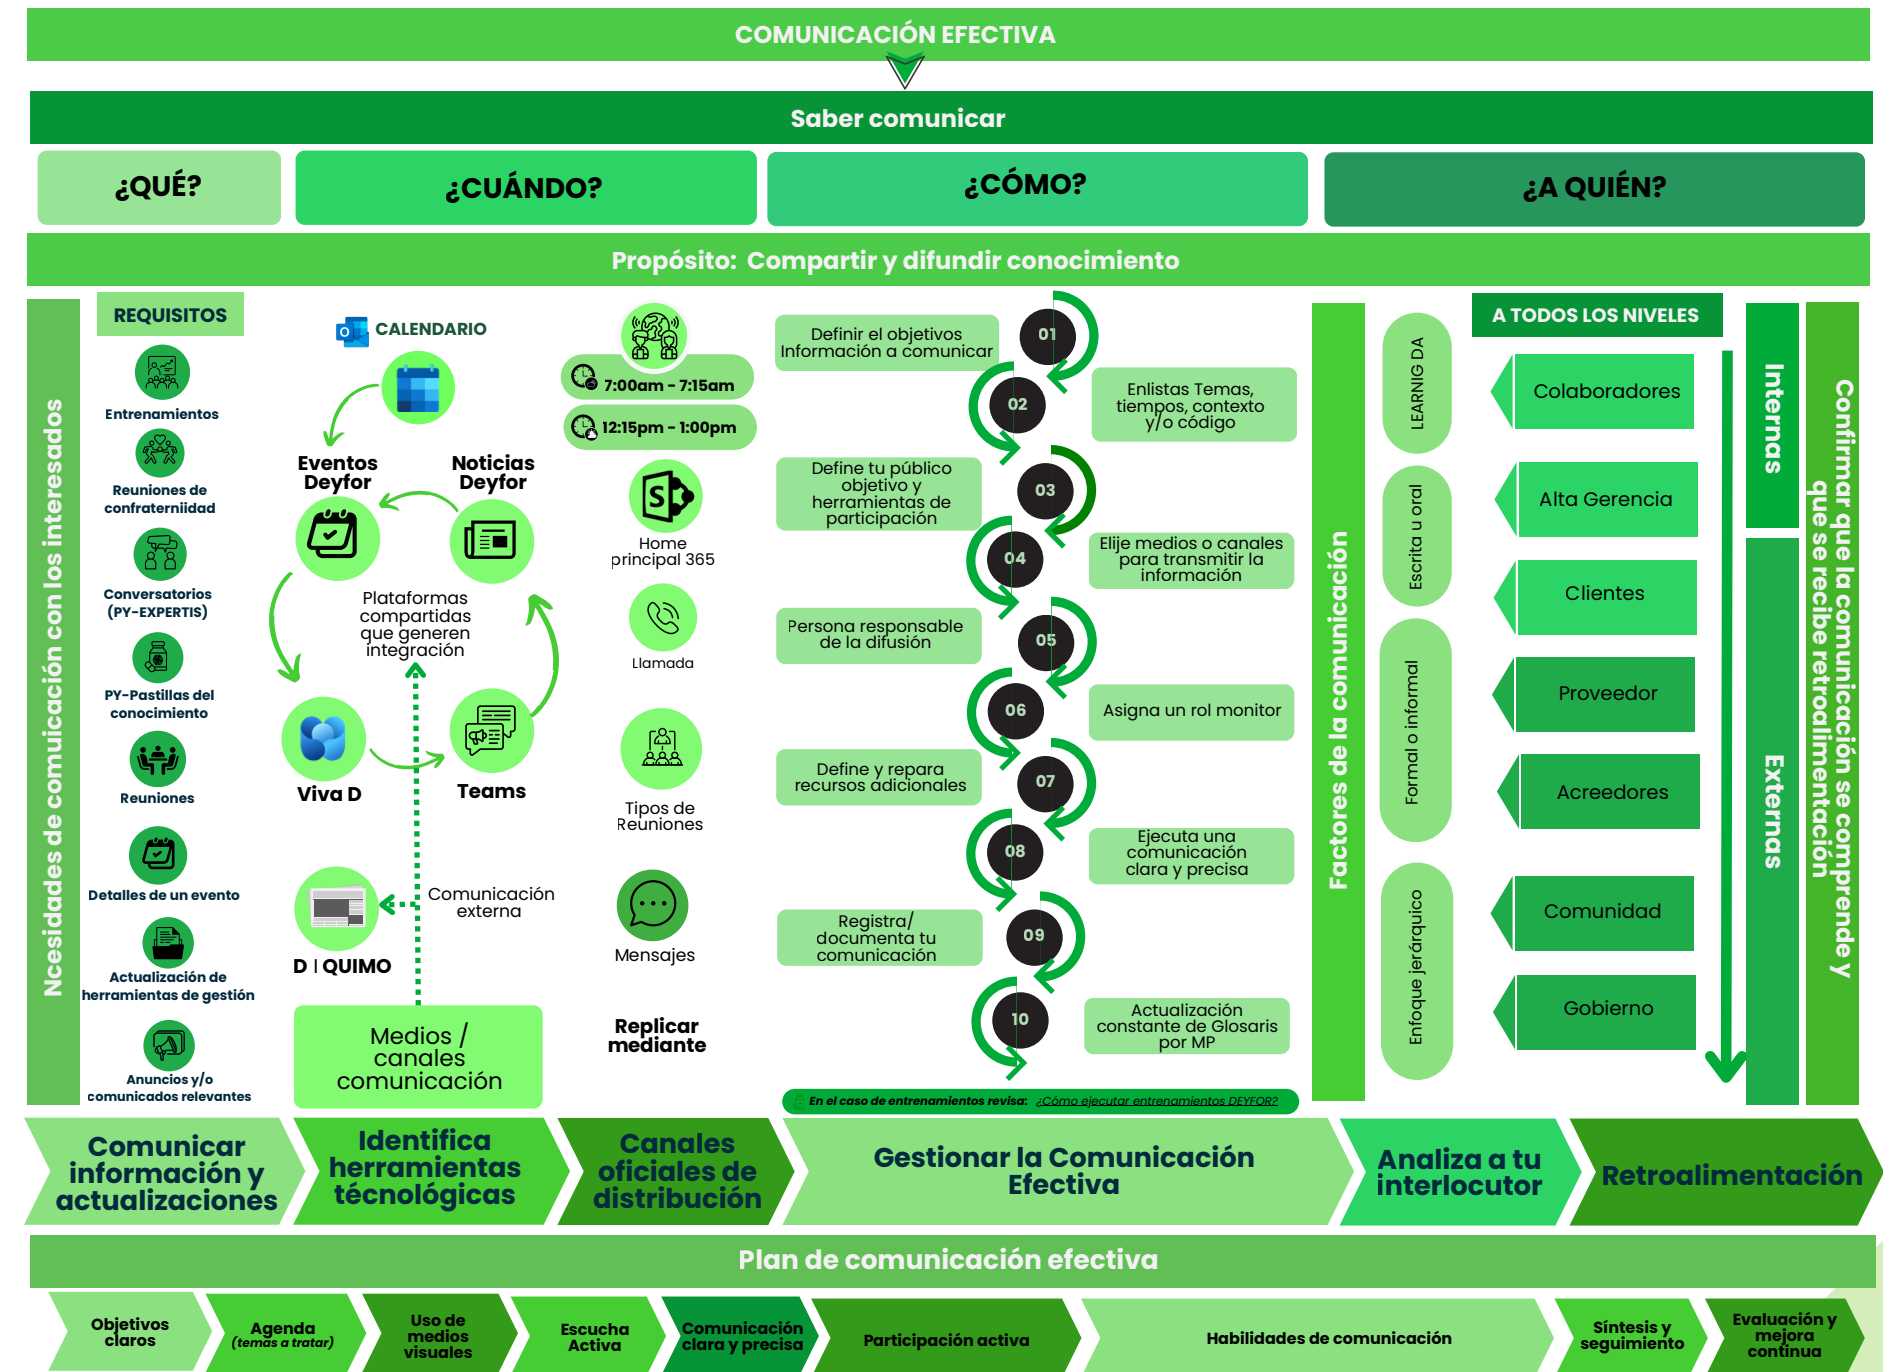 COMUNICACIÓN EFECTIVA
Saber comunicar
¿QUÉ?
¿CUÁNDO?
¿CÓMO?
¿A QUIÉN?
Propósito: Compartir y difundir conocimiento
Ncesidades de comuicación con los interesados
REQUISITOS
Entrenamientos
Reuniones de
confraterniidad
Conversatorios
(PY-EXPERTIS)
PY-Pastillas del
conocimiento
Reuniones
Detalles de un evento
Actualización de
herramientas de gestión
Anuncios y/o
comunicados relevantes
CALENDARIO
Eventos
Deyfor
Noticias
Deyfor
Plataformas
compartidas
que generen
integración
Viva D
Teams
Comunicación
externa
D | QUIMO
Medios /
canales
comunicación
7:00am - 7:15am
12:15pm - 1:00pm
S
Home
principal 365
Llamada
Tipos de
Reuniones
Mensajes
Replicar
mediante
Definir el objetivos
Información a comunicar
01
02
Enlistas Temas,
tiempos, contexto
y/o código
Define tu público
objetivo y
herramientas de
participación
03
04
Elije medios o canales
para transmitir la
información
Persona responsable
de la difusión
05
06
Asigna un rol monitor
Define y repara
recursos adicionales
07
08
Ejecuta una
comunicación
clara y precisa
Registra/
documenta tu
comunicación
09
10
Actualización
constante de Glosaris
por MP
En el caso de entrenamientos revisa: ¿Cómo ejecutar entrenamientos DEYFOR?
Factores de la comunicación
LEARNIG DA
Escrita u oral
Formal o informal
Enfoque jerárquico
A TODOS LOS NIVELES
Colaboradores
Alta Gerencia
Clientes
Proveedor
Acreedores
Comunidad
Gobierno
Internas
Externas
Confirmar que la comunicación se comprende y
que se recibe retroalimentación
Comunicar
información y
actualizaciones
Identifica
herramientas
técnológicas
Canales
oficiales de
distribución
Gestionar la Comunicación
Efectiva
Analiza a tu
interlocutor
Retroalimentación
Plan de comunicación efectiva
Objetivos
claros
Agenda
(temas a tratar)
Uso de
medios
visuales
Escucha
Activa
Comunicación
clara y precisa
Participación activa
Habilidades de comunicación
Síntesis y
seguimiento
Evaluación y
mejora
continua